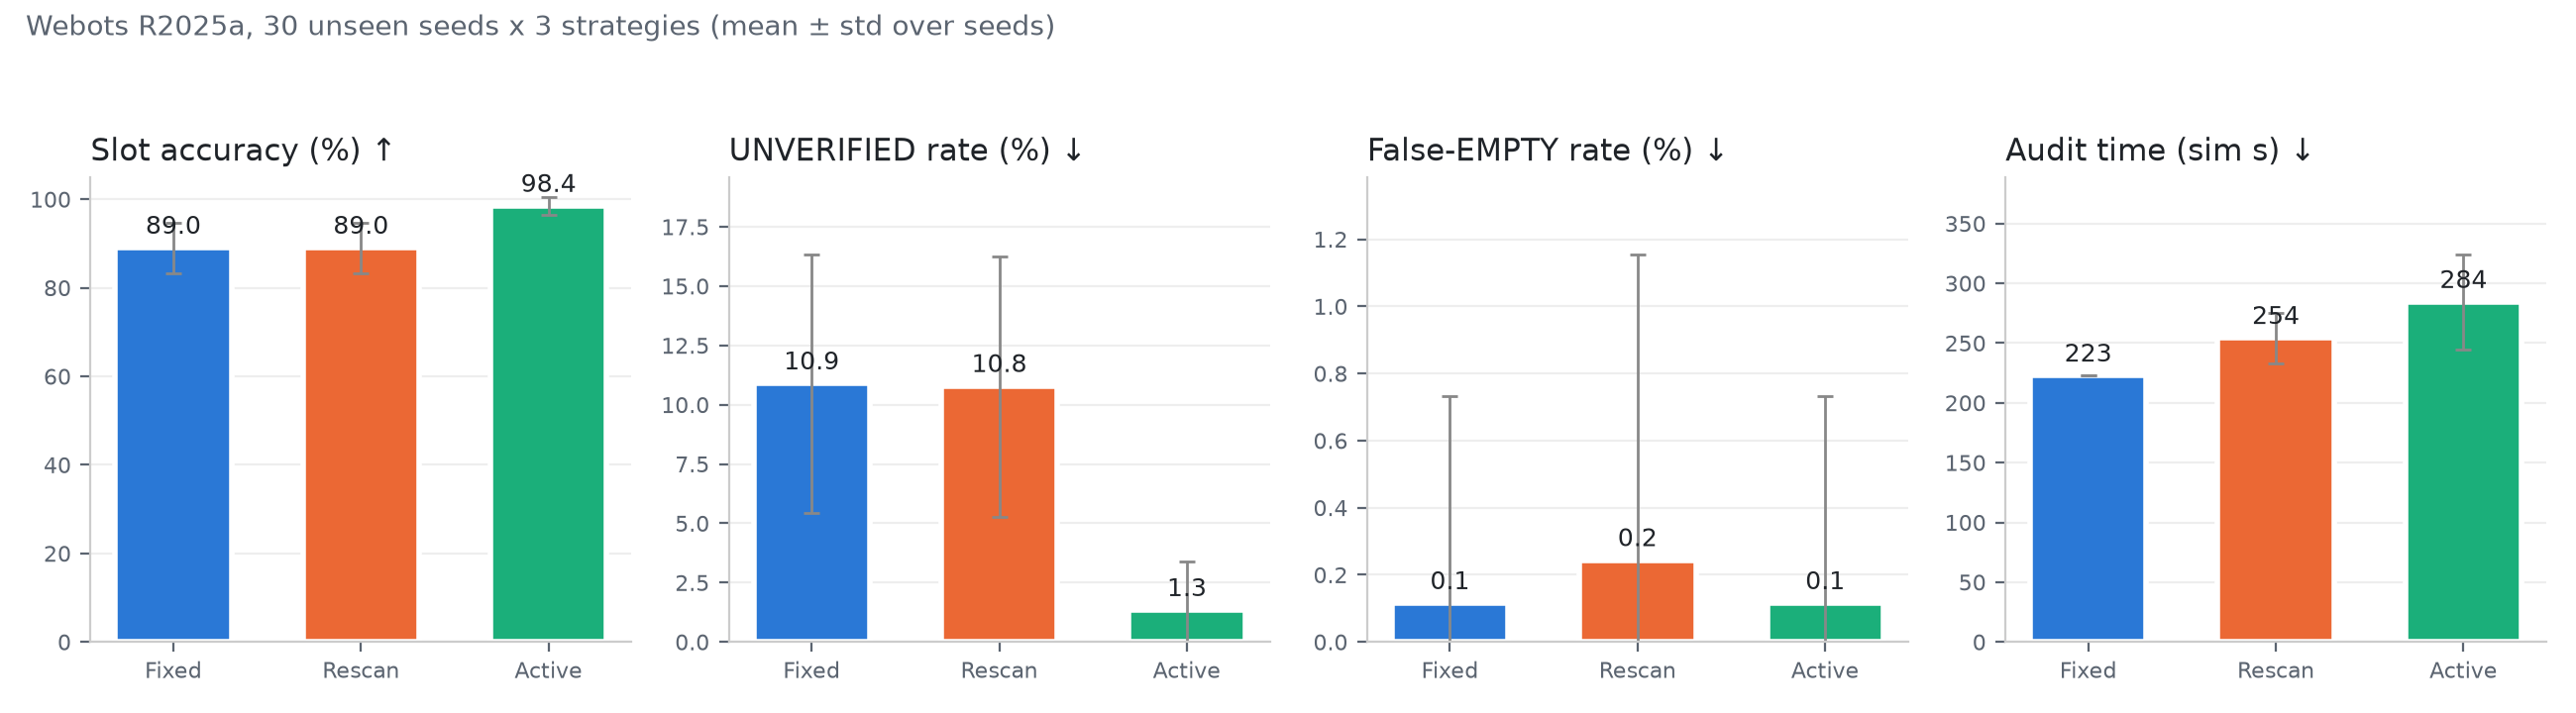 Webots R2025a, 30 unseen seeds x 3 strategies (mean ± std over seeds)
Slot accuracy (%) ↑
100
80
60
40
20
0
89.0
89.0
98.4
Fixed
Rescan
Active
UNVERIFIED rate (%) ↓
17.5
15.0
12.5
10.0
7.5
5.0
2.5
0.0
10.9
10.8
1.3
Fixed
Rescan
Active
False-EMPTY rate (%) ↓
1.2
1.0
0.8
0.6
0.4
0.2
0.0
0.1
0.2
0.1
Fixed
Rescan
Active
Audit time (sim s) ↓
350
300
250
200
150
100
50
0
223
254
284
Fixed
Rescan
Active